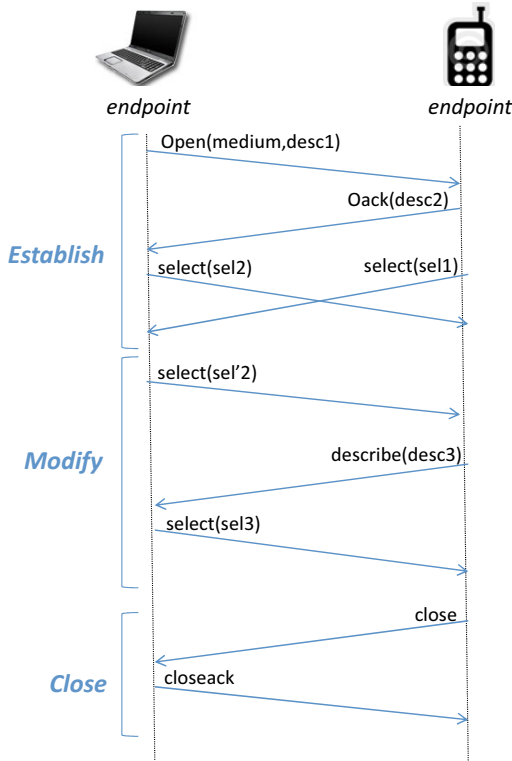 endpoint
endpoint
Open(medium,desc1)
Oack(desc2)
Establish
select(sel2)
select(sel1)
select(sel’2)
Modify
describe(desc3)
select(sel3)
close
Close
closeack